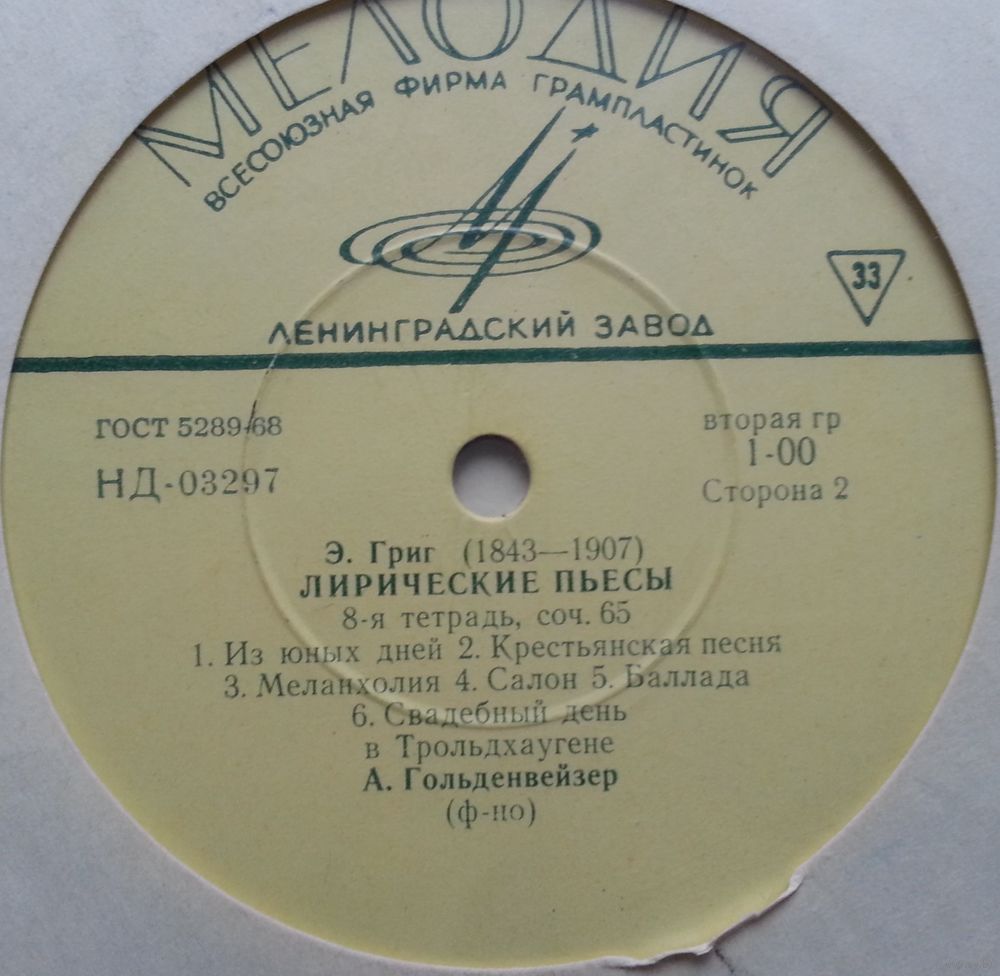 МЕЛОДИЯ
ВСЕСОЮЗНАЯ ФИРМА ГРАМПЛАСТИНОК
33
ЛЕНИНГРАДСКИЙ ЗАВОД
ГОСТ 5289-68
вторая гр
НД-03297
1-00
Сторона 2
Э. Григ (1843—1907)
ЛИРИЧЕСКИЕ ПЬЕСЫ
8-я тетрадь, соч. 65
1. Из юных дней 2. Крестьянская песня
3. Меланхолия 4. Салон 5. Баллада
6. Свадебный день
в Трольдхаугене
А. Гольденвейзер
(ф-но)